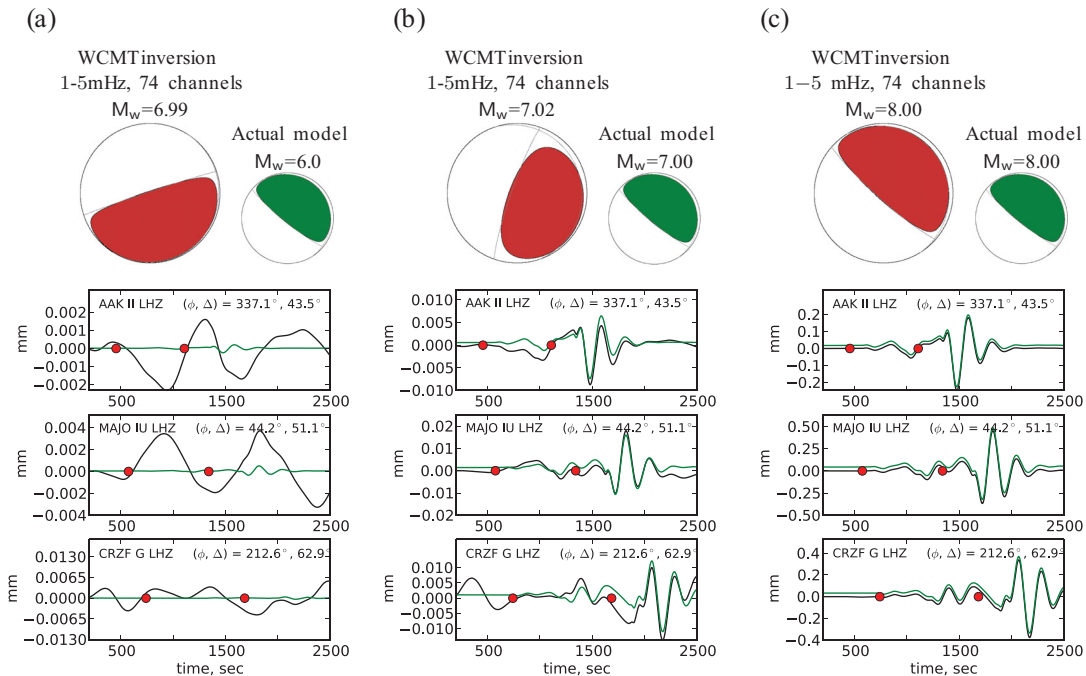 (a)
WCMTinversion
1-5mHz, 74 channels
Mw=6.99
Actual model
Mw=6.0
AAK II LHZ (ϕ, Δ) = 337.1°, 43.5°
0.002
0.001
0.000
−0.001
−0.002
mm
500 1500 2500
MAJO IU LHZ (ϕ, Δ) = 44.2°, 51.1°
0.004
0.002
0.000
−0.002
−0.004
mm
500 1500 2500
CRZF G LHZ (ϕ, Δ) = 212.6°, 62.9°
0.0130
0.0065
0.0000
−0.0065
−0.0130
mm
500 1500 2500
time, sec
(b)
WCMTinversion
1-5mHz, 74 channels
Mw=7.02
Actual model
Mw=7.00
AAK II LHZ (ϕ, Δ) = 337.1°, 43.5°
0.010
0.005
0.000
−0.005
−0.010
mm
500 1500 2500
MAJO IU LHZ (ϕ, Δ) = 44.2°, 51.1°
0.02
0.01
0.00
−0.01
−0.02
mm
500 1500 2500
CRZF G LHZ (ϕ, Δ) = 212.6°, 62.9°
0.010
0.005
0.000
−0.005
−0.010
mm
500 1500 2500
time, sec
(c)
WCMTinversion
1−5 mHz, 74 channels
Mw=8.00
Actual model
Mw=8.00
AAK II LHZ (ϕ, Δ) = 337.1°, 43.5°
0.2
0.1
0.0
−0.1
−0.2
mm
500 1500 2500
MAJO IU LHZ (ϕ, Δ) = 44.2°, 51.1°
0.50
0.25
0.00
−0.25
−0.50
mm
500 1500 2500
CRZF G LHZ (ϕ, Δ) = 212.6°, 62.9°
0.4
0.2
0.0
−0.2
−0.4
mm
500 1500 2500
time, sec